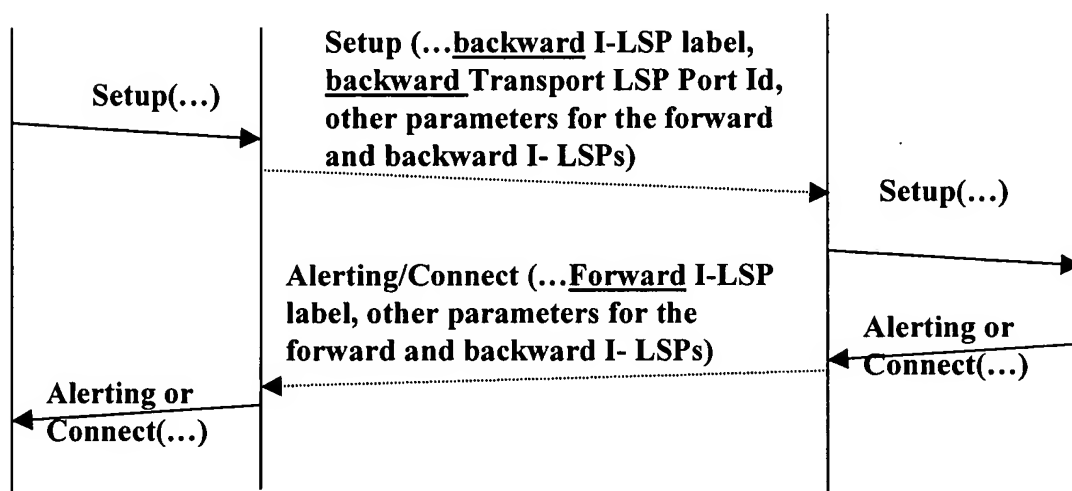 Setup(...)
Setup (...backward I-LSP label,
backward Transport LSP Port Id,
other parameters for the forward
and backward I- LSPs)
Setup(...)
Alerting/Connect (...Forward I-LSP
label, other parameters for the
forward and backward I- LSPs)
Alerting or
Connect(...)
Alerting or
Connect(...)